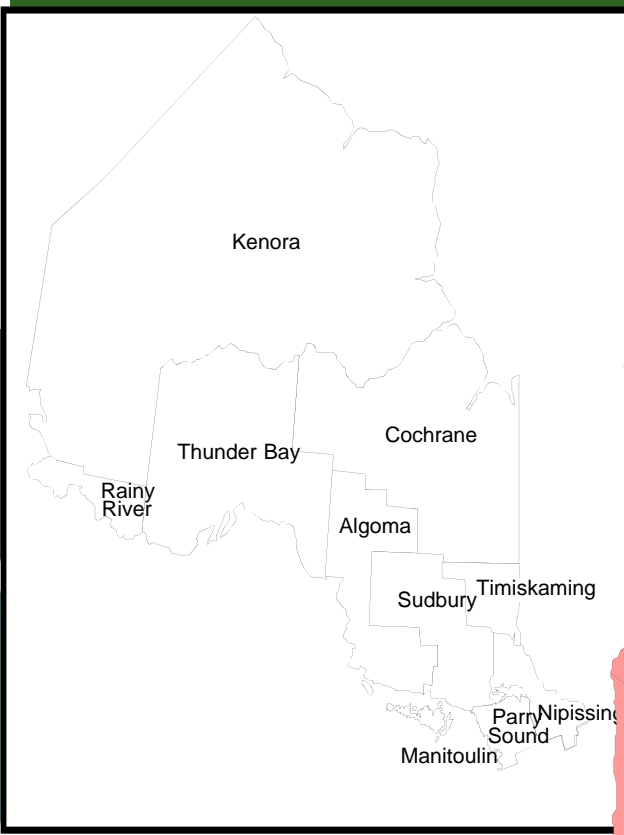 Kenora
Cochrane
Thunder Bay
Rainy
River
Algoma
Timiskaming
Sudbury
Nipissing
Parry
Sound
Manitoulin